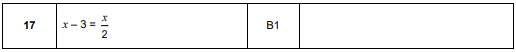 17 x – 3 = x/2 B1